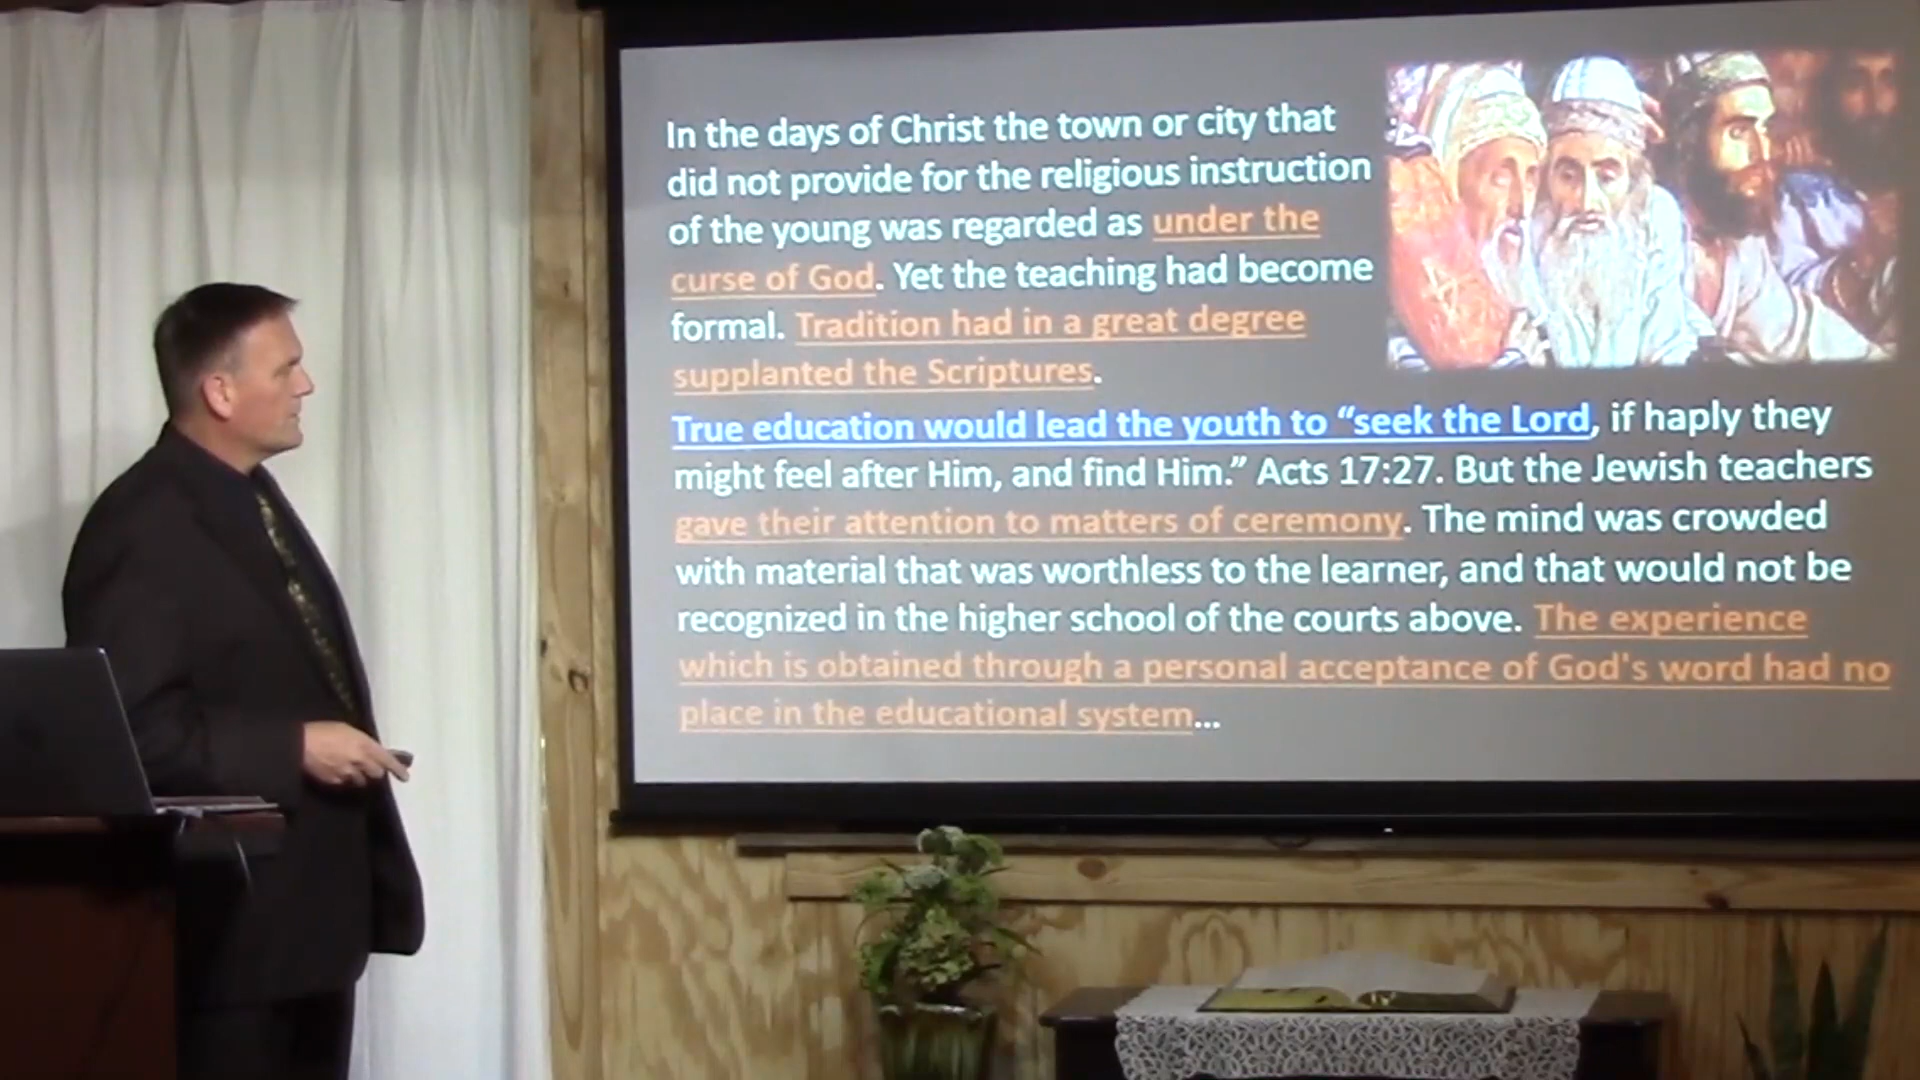 In the days of Christ the town or city that
did not provide for the religious instruction
of the young was regarded as under the
curse of God. Yet the teaching had become
formal. Tradition had in a great degree
supplanted the Scriptures.
True education would lead the youth to “seek the Lord, if haply they
might feel after Him, and find Him.” Acts 17:27. But the Jewish teachers
gave their attention to matters of ceremony. The mind was crowded
with material that was worthless to the learner, and that would not be
recognized in the higher school of the courts above. The experience
which is obtained through a personal acceptance of God's word had no
place in the educational system...